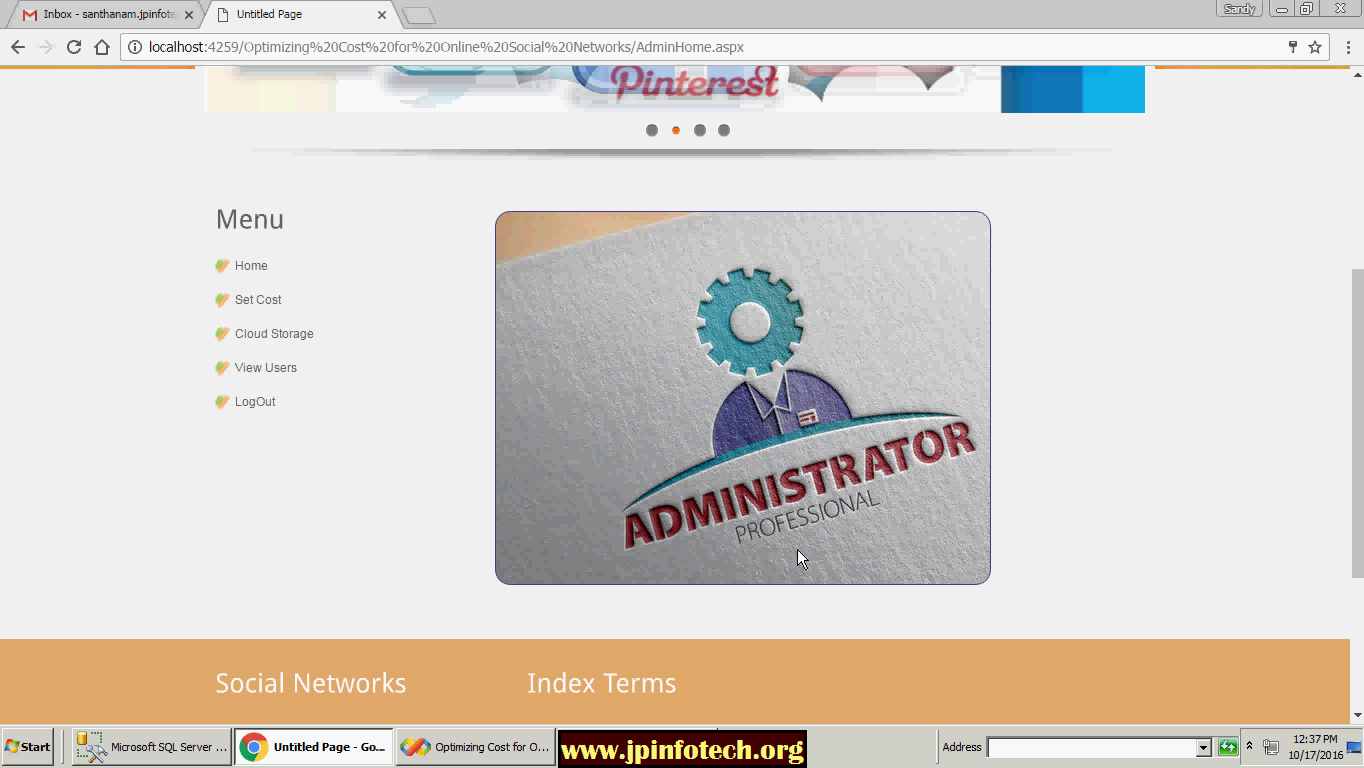 Inbox - santhanam.jpinfote
Untitled Page
Sandy
localhost:4259/Optimizing%20Cost%20for%20Online%20Social%20Networks/AdminHome.aspx
Pinterest
Menu
Home
Set Cost
Cloud Storage
View Users
LogOut
ADMINISTRATOR
PROFESSIONAL
Social Networks
Index Terms
Start
Microsoft SQL Server ...
Untitled Page - Go...
Optimizing Cost for O...
www.jpinfotech.org
Address
12:37 PM
10/17/2016